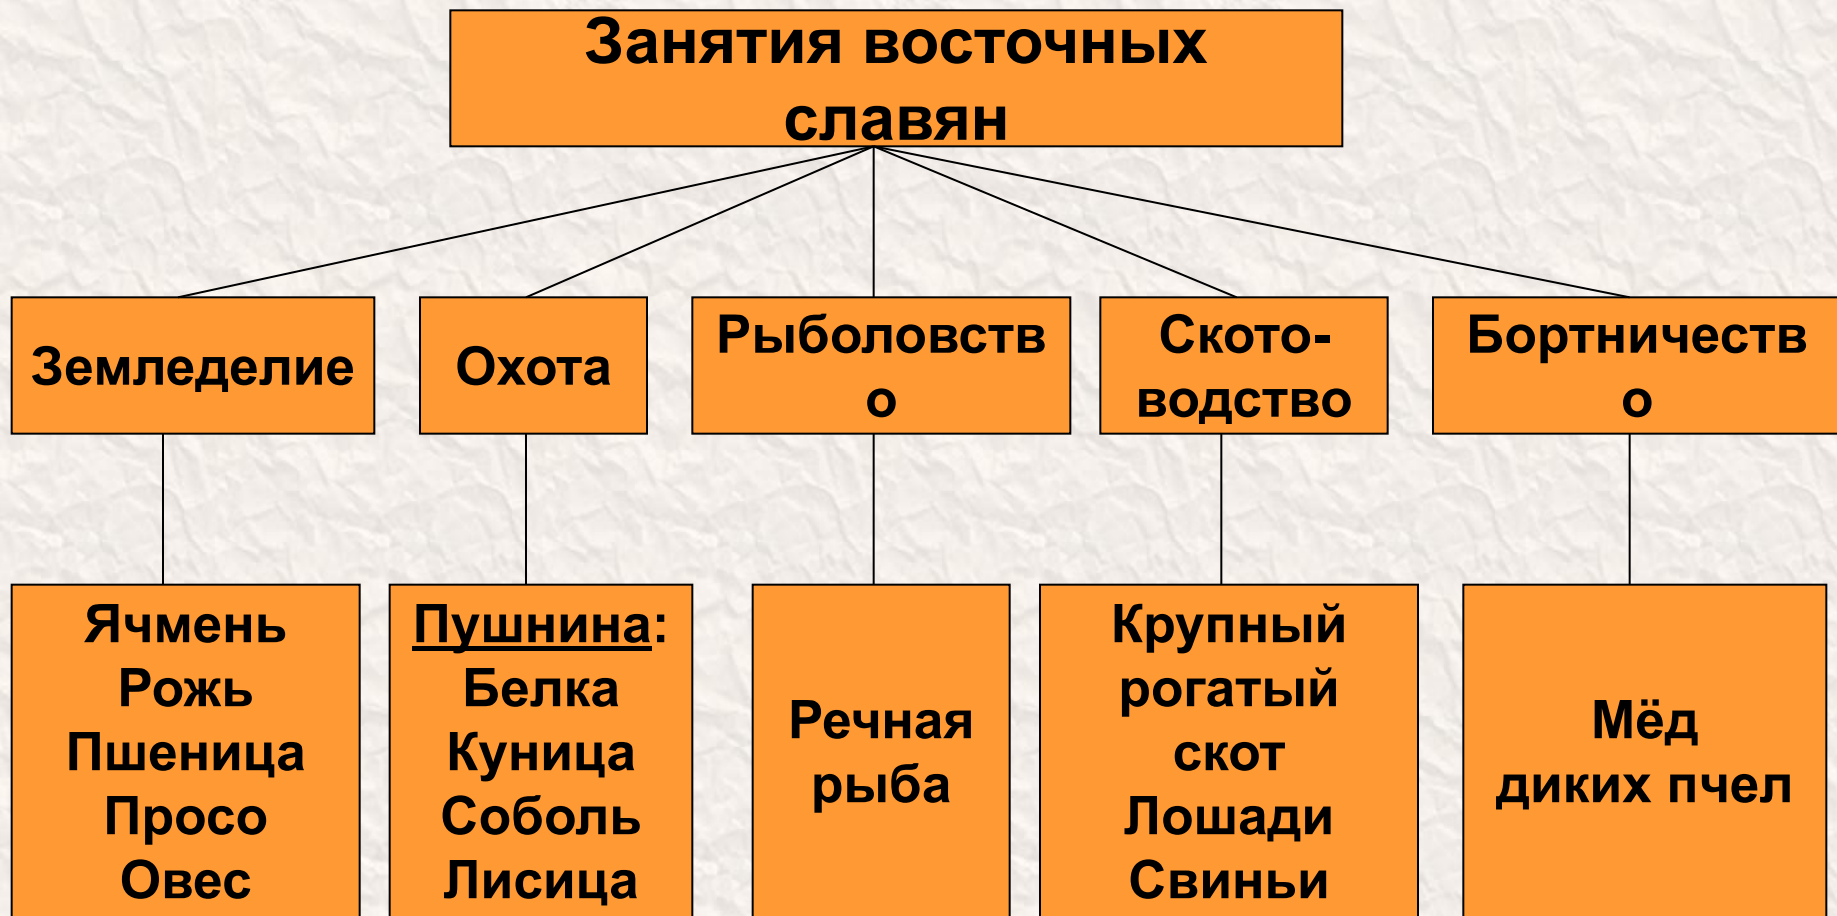 Занятия восточных
славян
Земледелие
Охота
Рыболовств
о
Ското-
водство
Бортничеств
о
Ячмень
Рожь
Пшеница
Просо
Овес
Пушнина:
Белка
Куница
Соболь
Лисица
Речная
рыба
Крупный
рогатый
скот
Лошади
Свиньи
Мёд
диких пчел